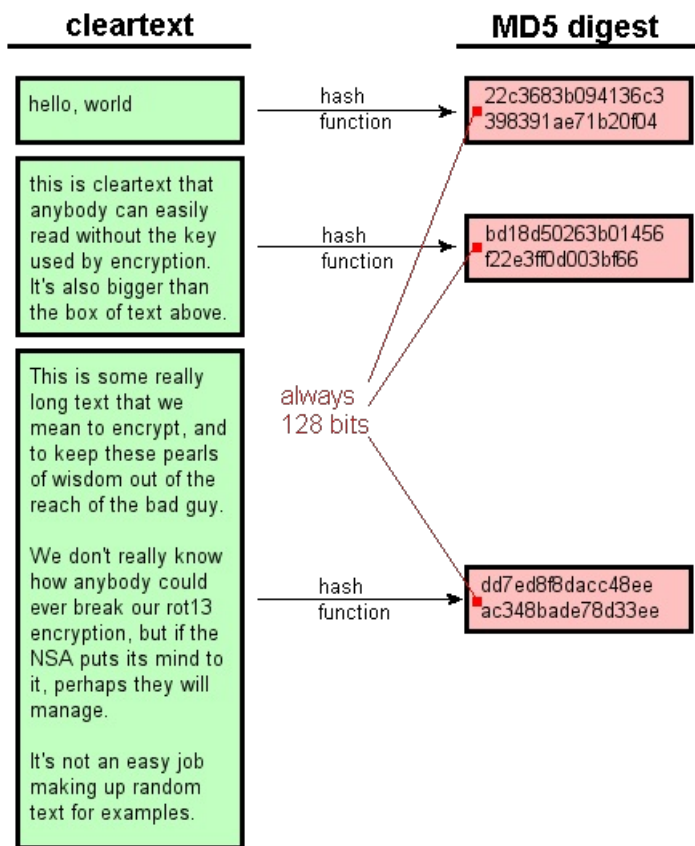 cleartext
MD5 digest
hello, world
hash
function
22c3683b094136c3
398391ae71b20f04
this is cleartext that
anybody can easily
read without the key
used by encryption.
It's also bigger than
the box of text above.
hash
function
bd18d50263b01456
f22e3ff0d003bf66
always
128 bits
This is some really
long text that we
mean to encrypt, and
to keep these pearls
of wisdom out of the
reach of the bad guy.
We don't really know
how anybody could
ever break our rot13
encryption, but if the
NSA puts its mind to
it, perhaps they will
manage.
It's not an easy job
making up random
text for examples.
hash
function
dd7ed8f8dacc48ee
ac348bade78d33ee